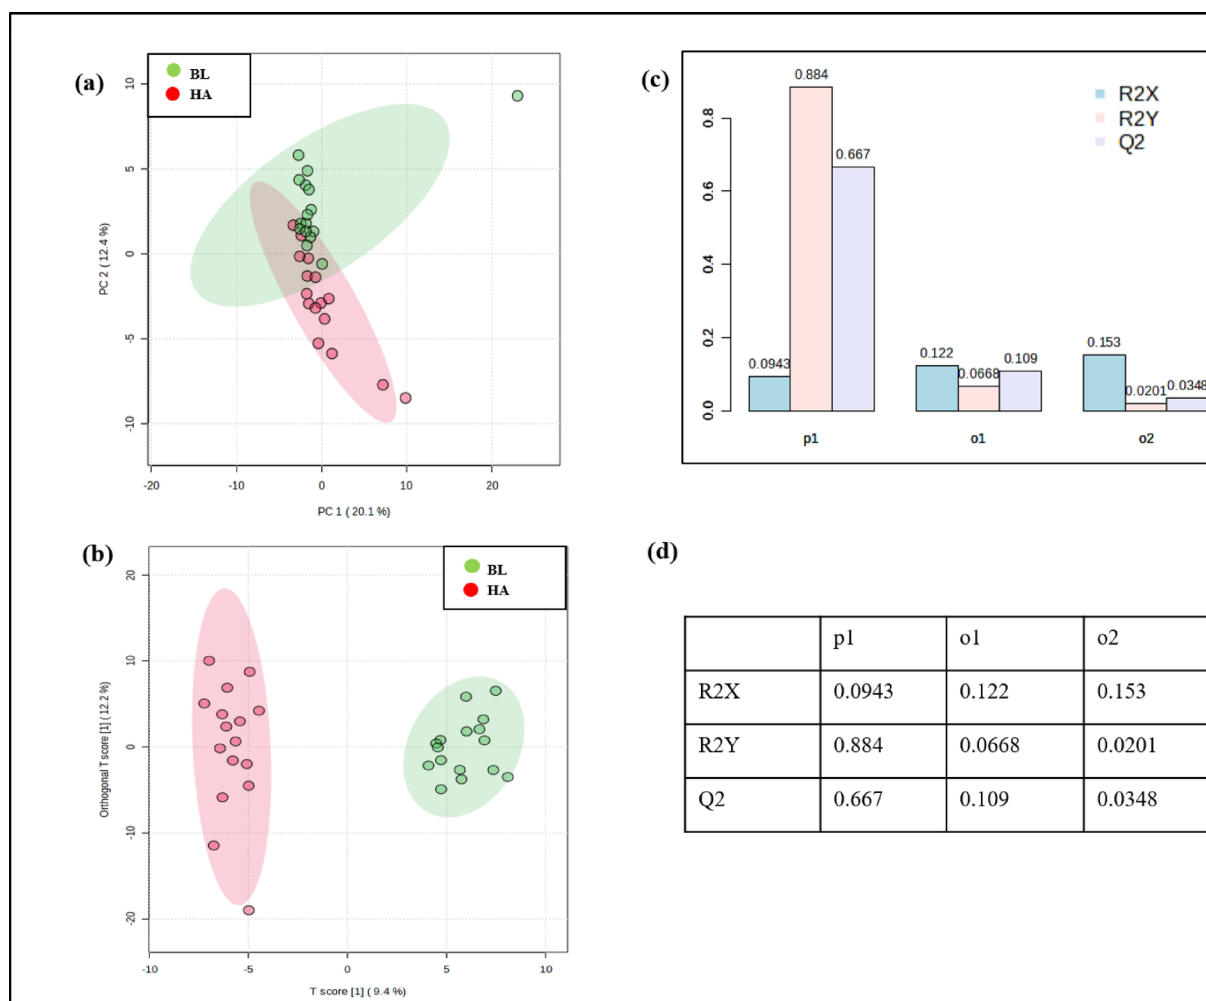 (a)
BL
HA
10
5
0
-5
-10
PC 2 ( 12.4 %)
-20
-10
0
10
20
PC 1 ( 20.1 %)
(c)
R2X
R2Y
Q2
0.8
0.6
0.4
0.2
0.0
0.0943
0.884
0.667
0.122
0.0668
0.109
0.153
0.0201
0.0348
p1
o1
o2
(b)
BL
HA
20
10
0
-10
-20
Orthogonal T score [1] ( 12.2 %)
-10
-5
0
5
10
T score [1] ( 9.4 %)
(d)
p1 o1 o2
R2X 0.0943 0.122 0.153
R2Y 0.884 0.0668 0.0201
Q2 0.667 0.109 0.0348